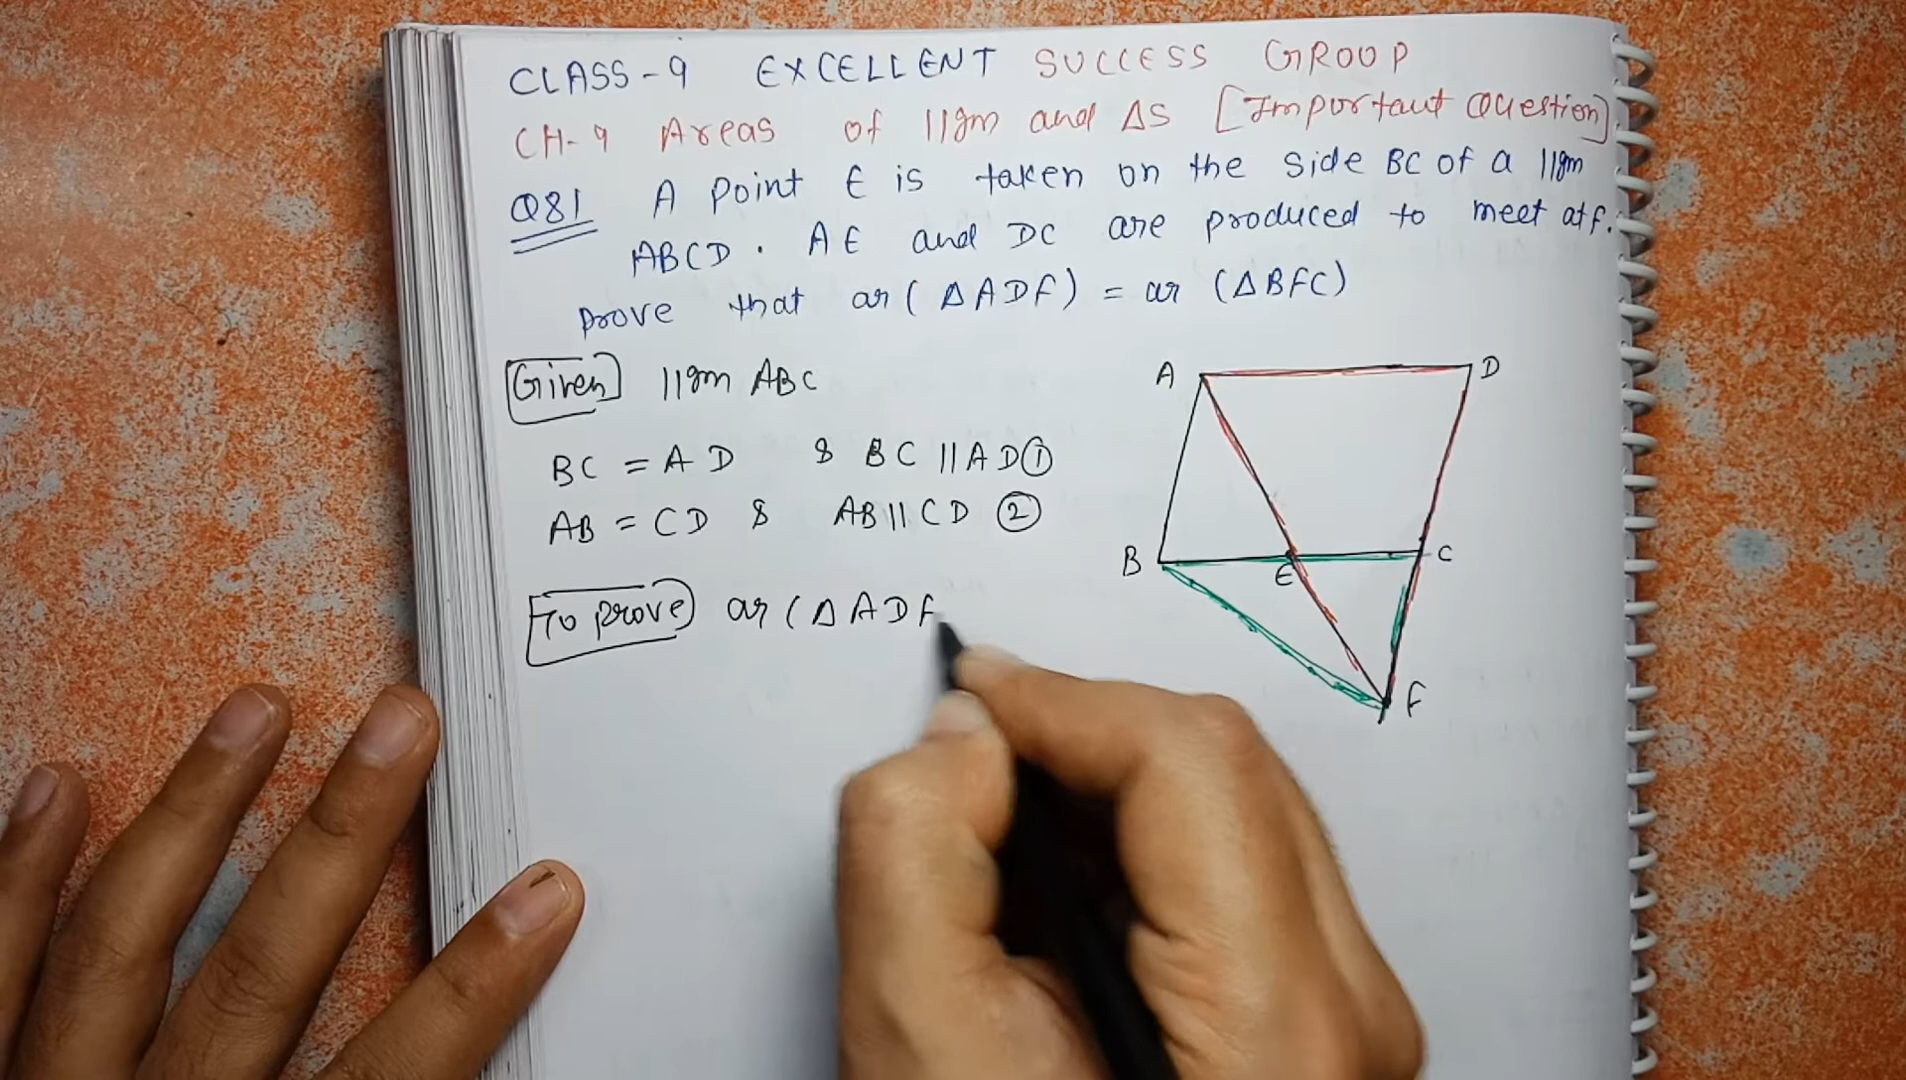 CLASS-9 EXCELLENT SUCCESS GROUP
CH-9 Areas of ||gm and ΔS [Important Question]
Q81 A Point E is taken on the side BC of a ||gm
ABCD. AE and DC are produced to meet at F.
prove that ar(ΔADF) = ar (ΔBFC)
Given ||gm ABC
BC = AD & BC || AD ①
AB = CD & AB || CD ②
To prove ar (Δ ADF
A
D
B
E
C
F